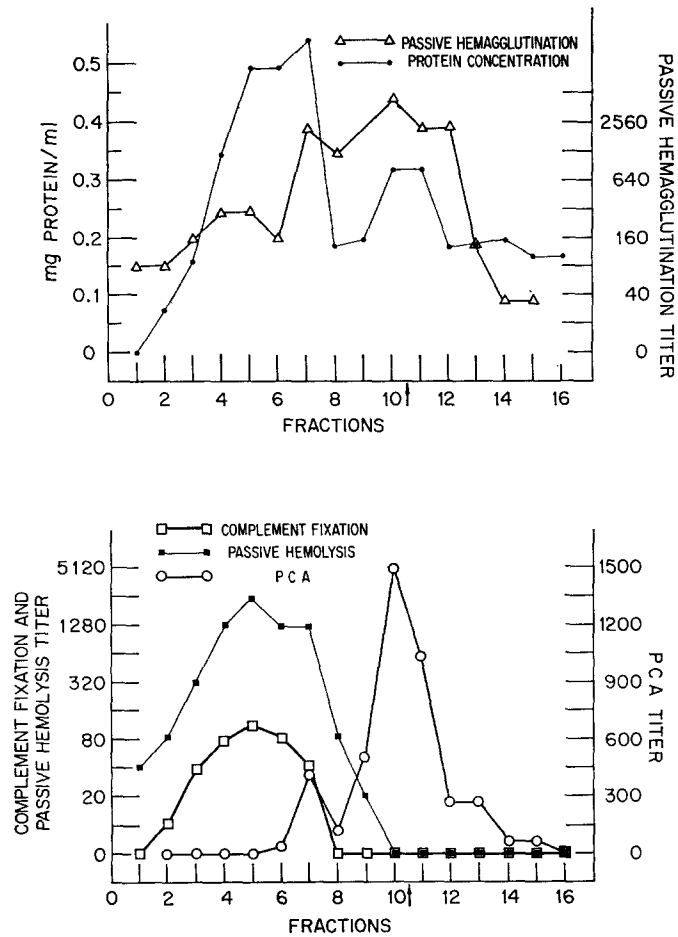 PASSIVE HEMAGGLUTINATION
PROTEIN CONCENTRATION
mg PROTEIN/ml
0.5
0.4
0.3
0.2
0.1
0
2560
640
160
40
0
PASSIVE HEMAGGLUTINATION TITER
0 2 4 6 8 10 12 14 16
FRACTIONS
COMPLEMENT FIXATION
PASSIVE HEMOLYSIS
PCA
COMPLEMENT FIXATION AND
PASSIVE HEMOLYSIS TITER
5120
1280
320
80
20
0
1500
1200
900
600
300
0
PCA TITER
0 2 4 6 8 10 12 14 16
FRACTIONS